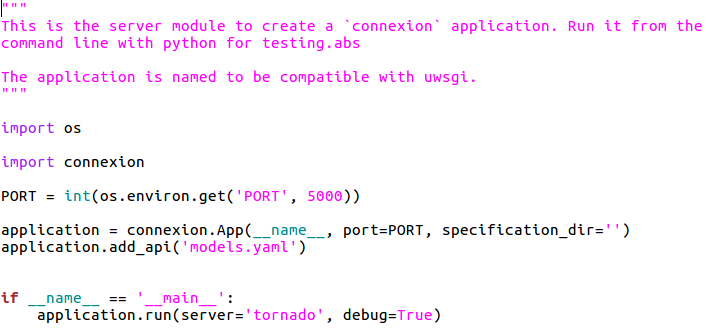 """
This is the server module to create a `connexion` application. Run it from the
command line with python for testing.abs

The application is named to be compatible with uwsgi.
"""

import os

import connexion

PORT = int(os.environ.get('PORT', 5000))

application = connexion.App(__name__, port=PORT, specification_dir='')
application.add_api('models.yaml')


if __name__ == '__main__':
    application.run(server='tornado', debug=True)